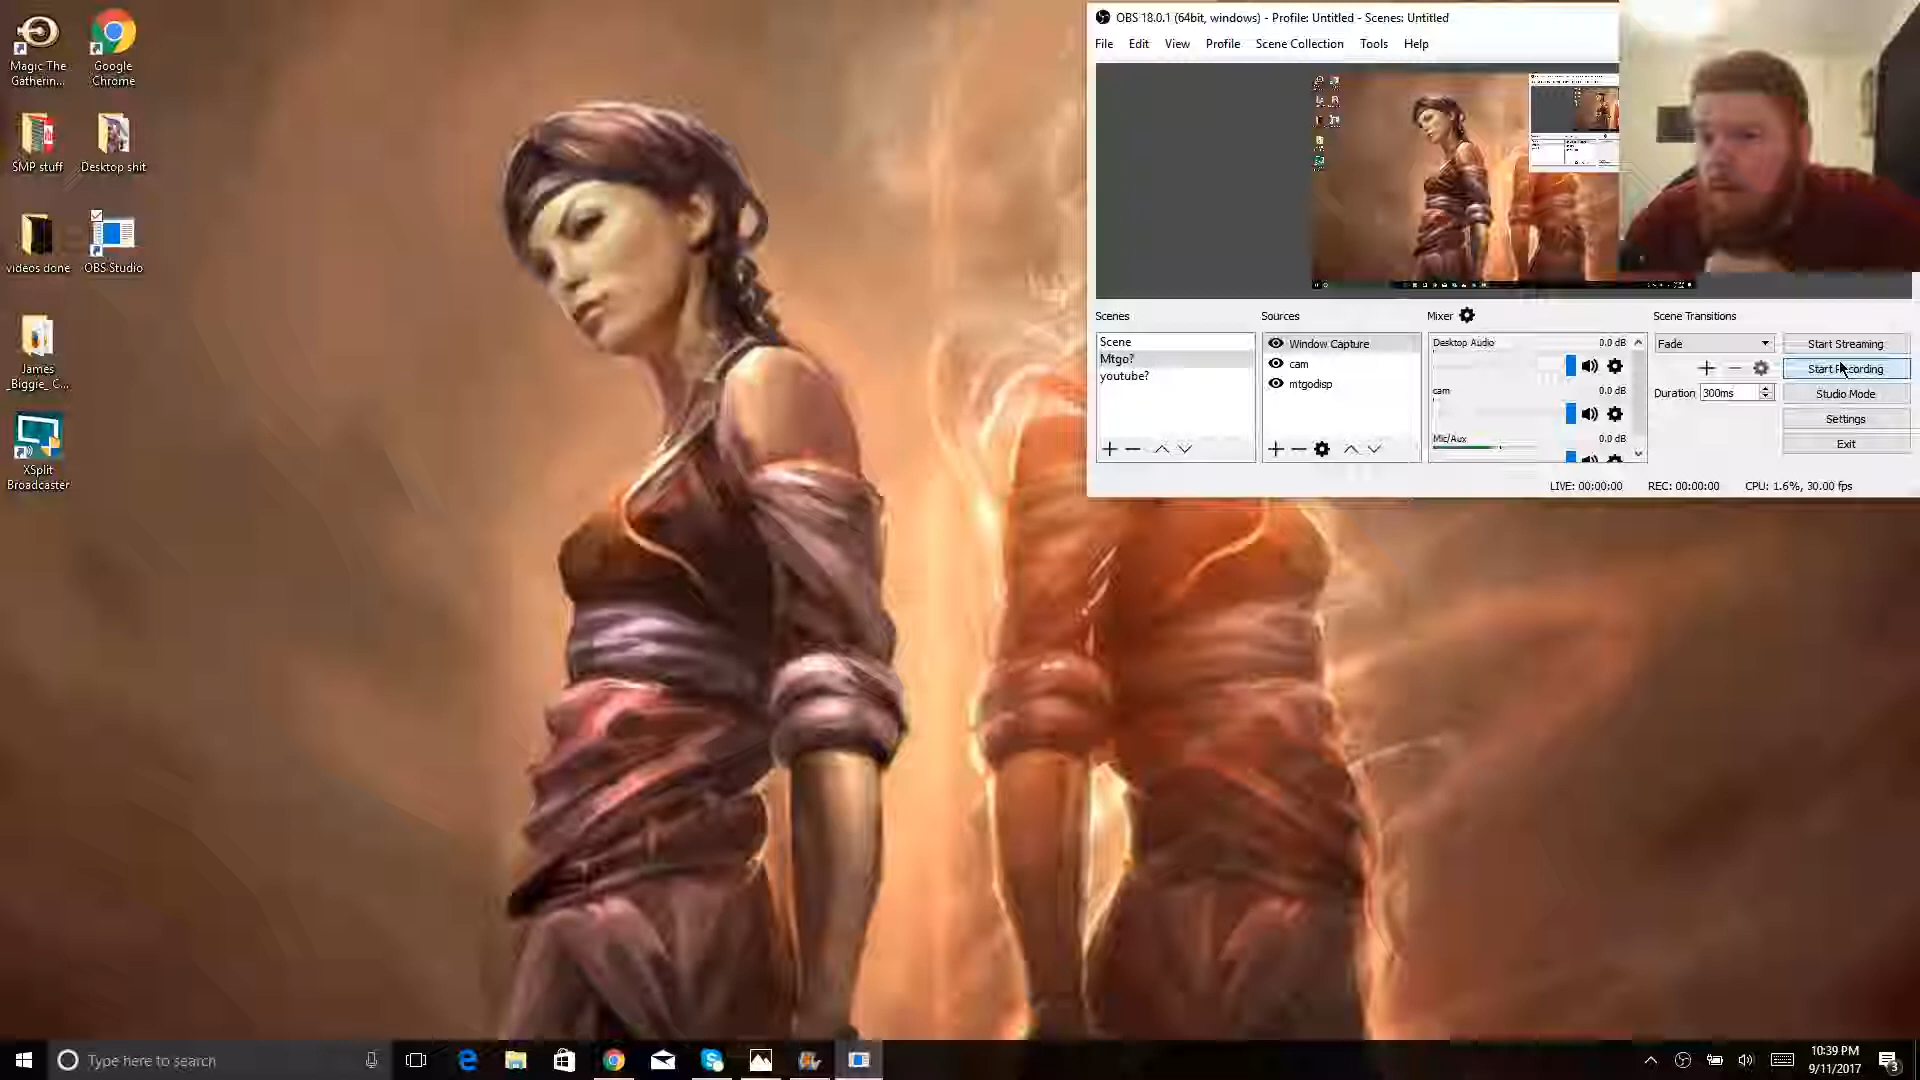 Magic The
Gatherin...
Google
Chrome
SMP stuff
Desktop shit
videos done
OBS Studio
James
_Biggie_ C...
XSplit
Broadcaster
OBS 18.0.1 (64bit, windows) - Profile: Untitled - Scenes: Untitled
File Edit View Profile Scene Collection Tools Help
Scenes
Scene
Mtgo?
youtube?
Sources
Window Capture
cam
mtgodisp
Mixer
Desktop Audio 0.0 dB
cam 0.0 dB
Mic/Aux 0.0 dB
Scene Transitions
Fade
Duration 300ms
Start Streaming
Start Recording
Studio Mode
Settings
Exit
LIVE: 00:00:00 REC: 00:00:00 CPU: 1.6%, 30.00 fps
Type here to search
10:39 PM
9/11/2017
3